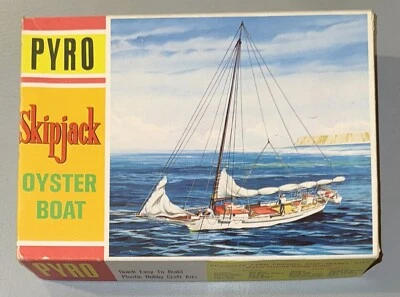 PYRO
Skipjack
OYSTER
BOAT
PYRO
Quick Easy To Build
Plastic Hobby Craft Kits